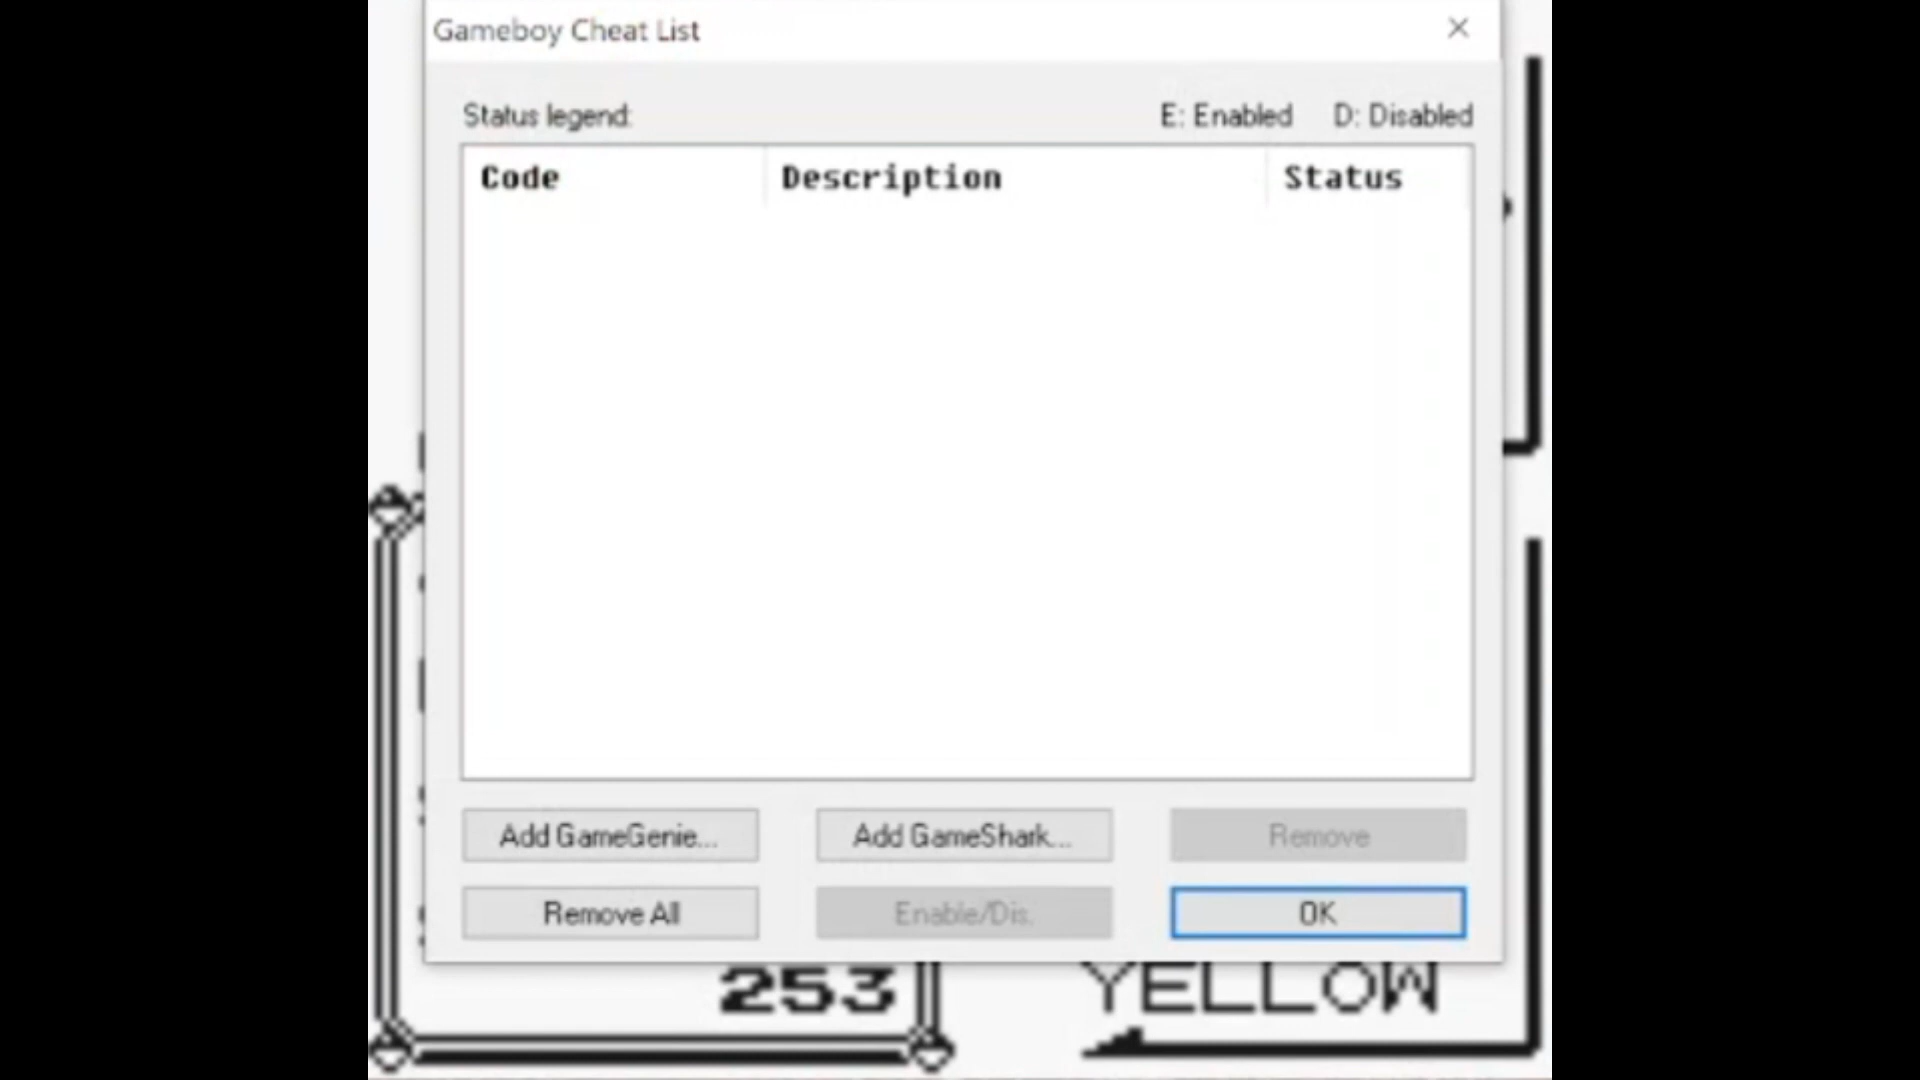 Gameboy Cheat List
Status legend: E: Enabled D: Disabled
Code Description Status
Add GameGenie... Add GameShark... Remove
Remove All Enable/Dis. OK
253 YELLOW